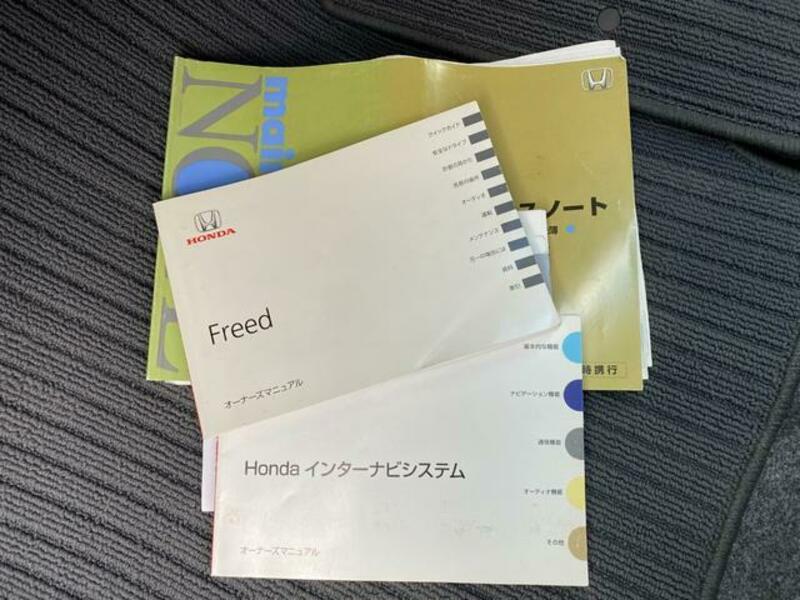 main
NO
スノート
簿
時携行
HONDA
Freed
オーナーズマニュアル
クイックガイド
安全なドライブ
計器の見かた
各部の操作
オーディオ
運転
メンテナンス
万一の場合には
資料
索引
Honda インターナビシステム
オーナーズマニュアル
基本的な機能
ナビゲーション機能
通信機能
オーディオ機能
その他